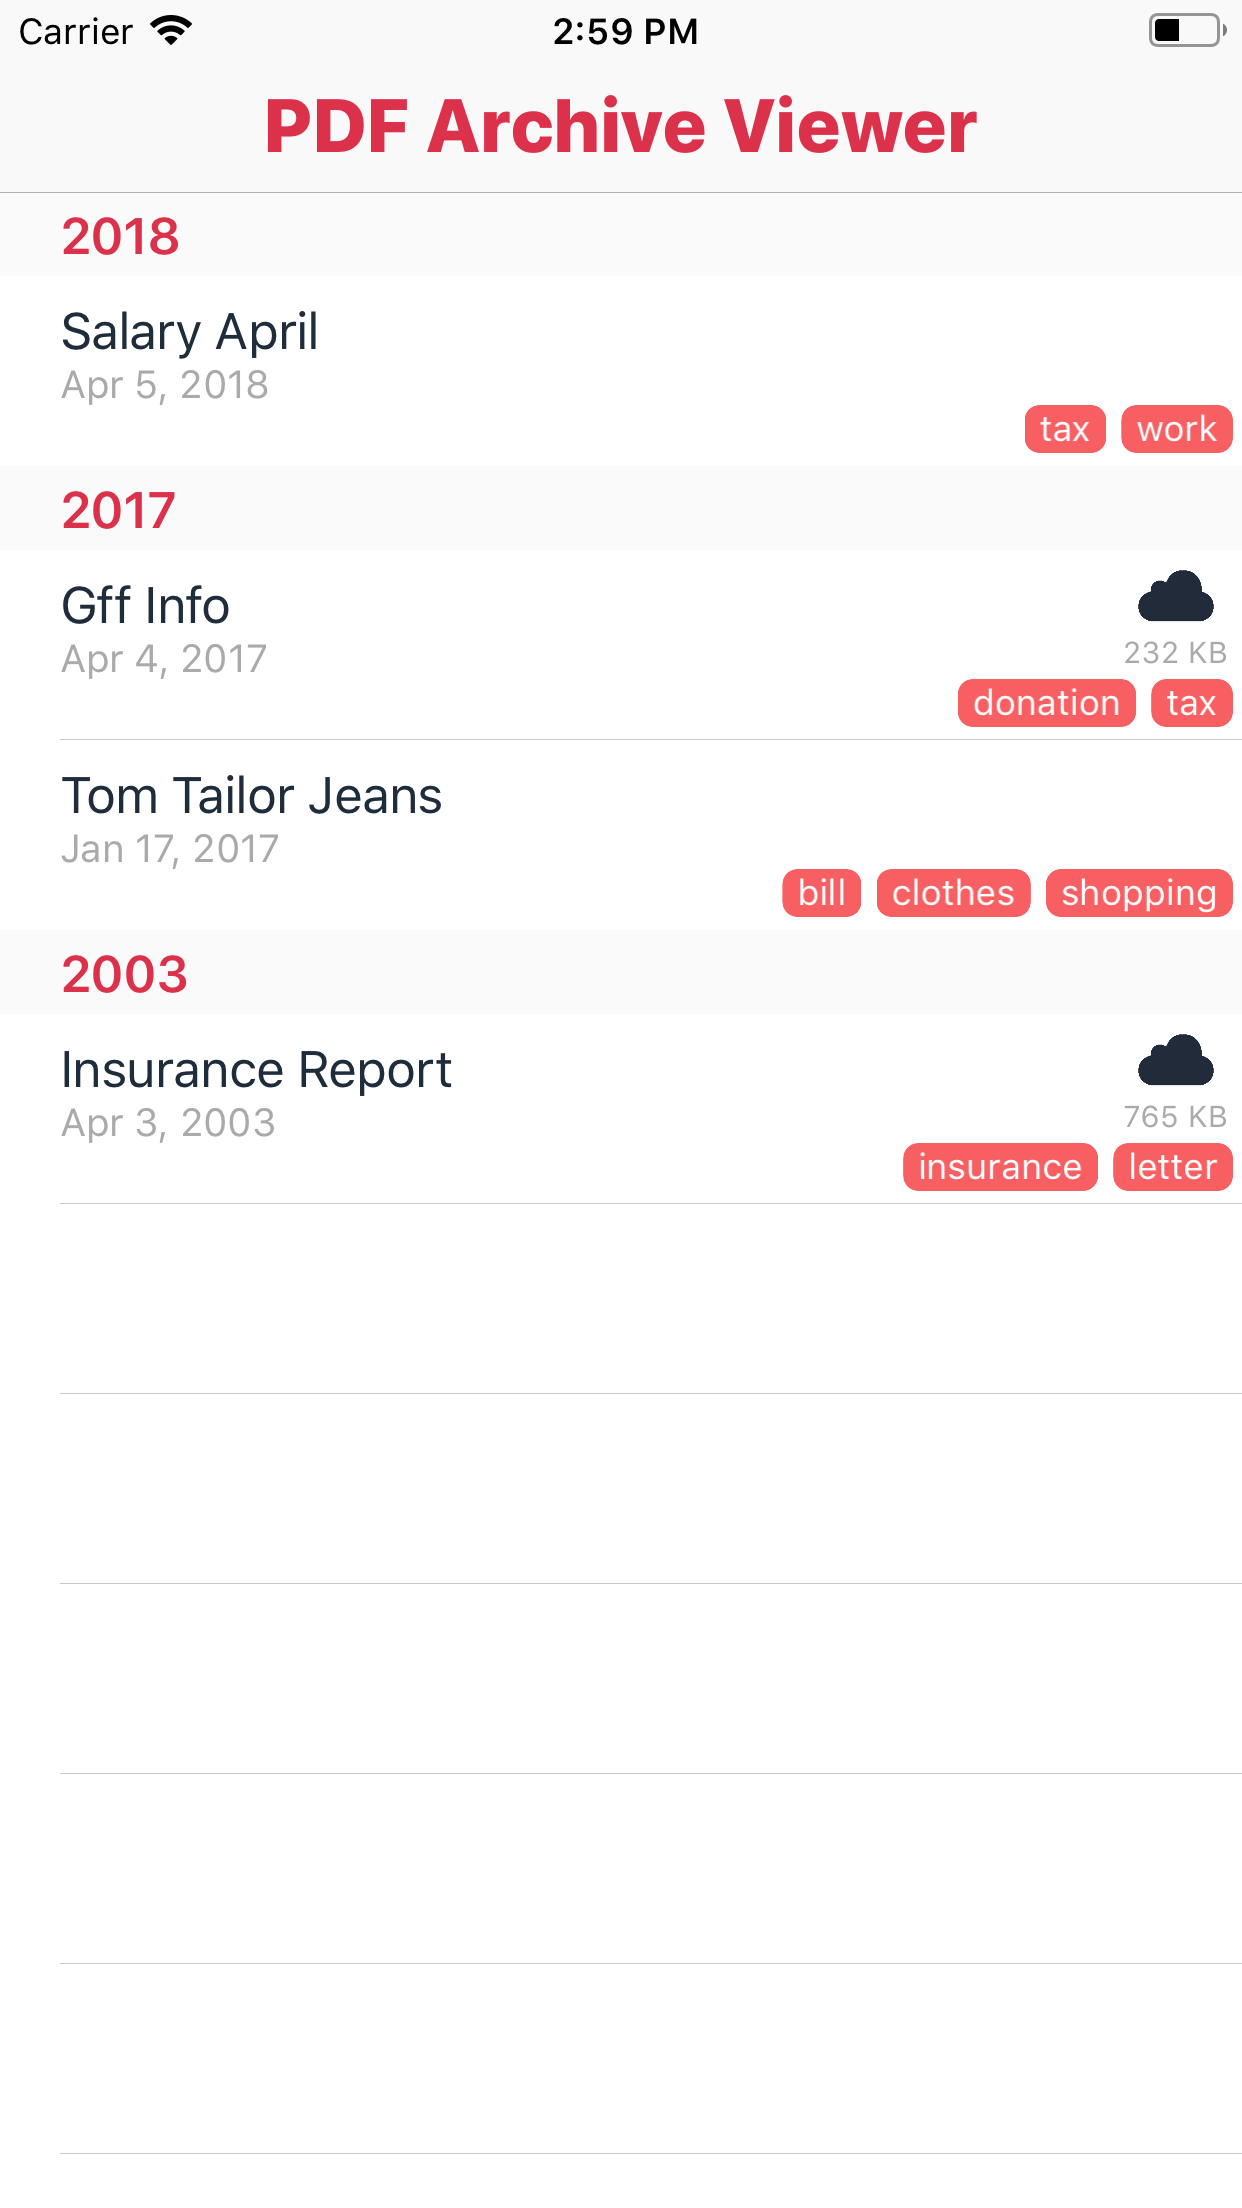 Carrier 2:59 PM
PDF Archive Viewer
2018
Salary April
Apr 5, 2018
tax work
2017
Gff Info
Apr 4, 2017
232 KB
donation tax
Tom Tailor Jeans
Jan 17, 2017
bill clothes shopping
2003
Insurance Report
Apr 3, 2003
765 KB
insurance letter